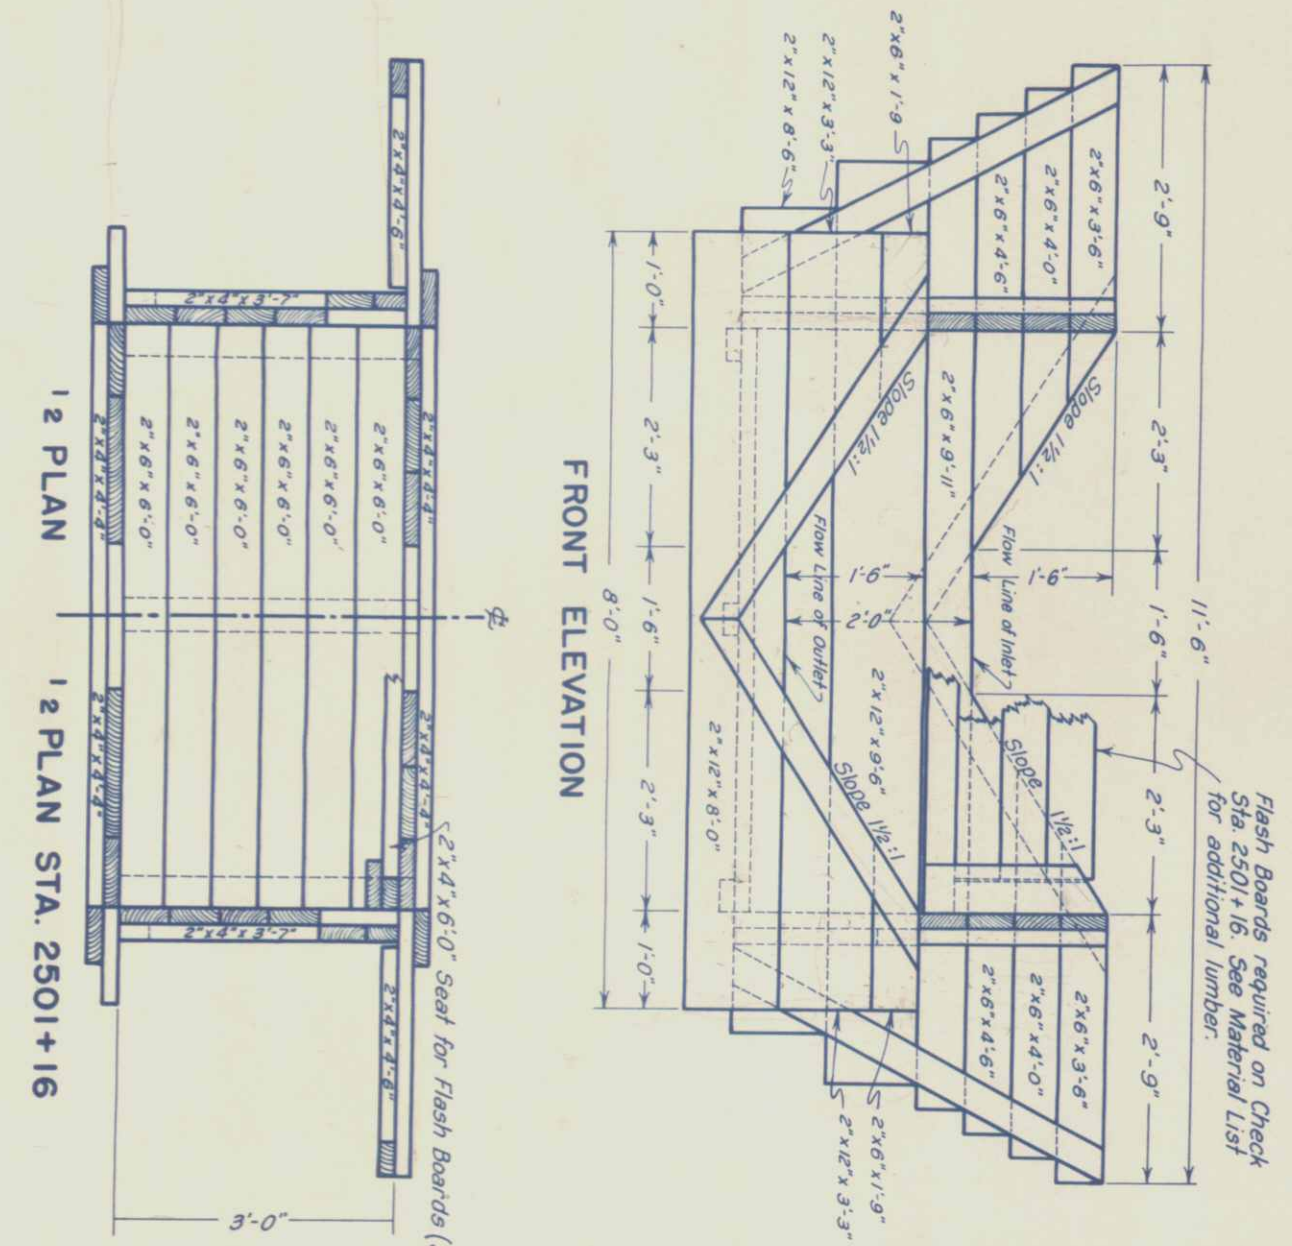 Flash Boards required on Check
Sta. 2501+16. See Material List
for additional lumber.
11'-6"
2'-9"
2'-3"
1'-6"
2'-3"
2'-9"
2"x6"x3'-6"
2"x6"x4'-0"
2"x6"x4'-6"
Slope 1½:1
1'-6"
Flow Line of Inlet
Slope 1½:1
2"x6"x3'-6"
2"x6"x4'-0"
2"x6"x4'-6"
2"x6"x1'-9
2"x12"x3'-3"
2"x12"x8'-6"
2"x6"x9'-11"
Slope 1½:1
1'-6"
2'-0"
Flow Line of Outlet
2"x12"x9'-6"
Slope 1½:1
2"x12"x8'-0"
2"x6"x1'-9"
2"x12"x3'-3"
1'-0"
2'-3"
1'-6"
2'-3"
1'-0"
8'-0"
FRONT ELEVATION
2"x4"x4'-6"
2"x4"x3'-7"
2"x4"x4'-4"
2"x6"x6'-0"
2"x6"x6'-0"
2"x6"x6'-0"
2"x6"x6'-0"
2"x6"x6'-0"
2"x6"x6'-0"
2"x4"x4'-4"
℄
2"x4"x4'-4"
2"x4"x6'-0" Seat for Flash Boards
2"x4"x4'-4"
2"x4"x3'-7"
2"x4"x4'-6"
3'-0"
½ PLAN
½ PLAN STA. 2501+16